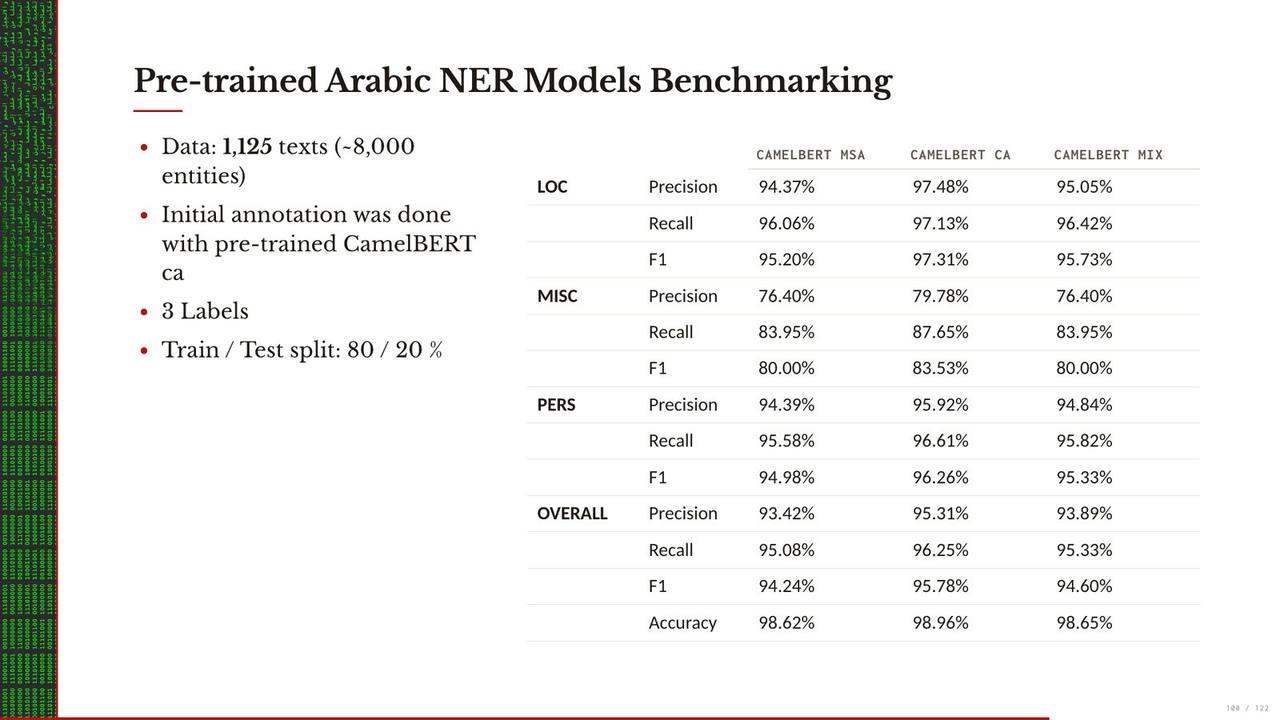 Pre-trained Arabic NER Models Benchmarking
• Data: 1,125 texts (~8,000
entities)
• Initial annotation was done
with pre-trained CamelBERT
ca
• 3 Labels
• Train / Test split: 80 / 20 %
CAMELBERT MSA CAMELBERT CA CAMELBERT MIX
LOC Precision 94.37% 97.48% 95.05%
Recall 96.06% 97.13% 96.42%
F1 95.20% 97.31% 95.73%
MISC Precision 76.40% 79.78% 76.40%
Recall 83.95% 87.65% 83.95%
F1 80.00% 83.53% 80.00%
PERS Precision 94.39% 95.92% 94.84%
Recall 95.58% 96.61% 95.82%
F1 94.98% 96.26% 95.33%
OVERALL Precision 93.42% 95.31% 93.89%
Recall 95.08% 96.25% 95.33%
F1 94.24% 95.78% 94.60%
Accuracy 98.62% 98.96% 98.65%
100 / 122